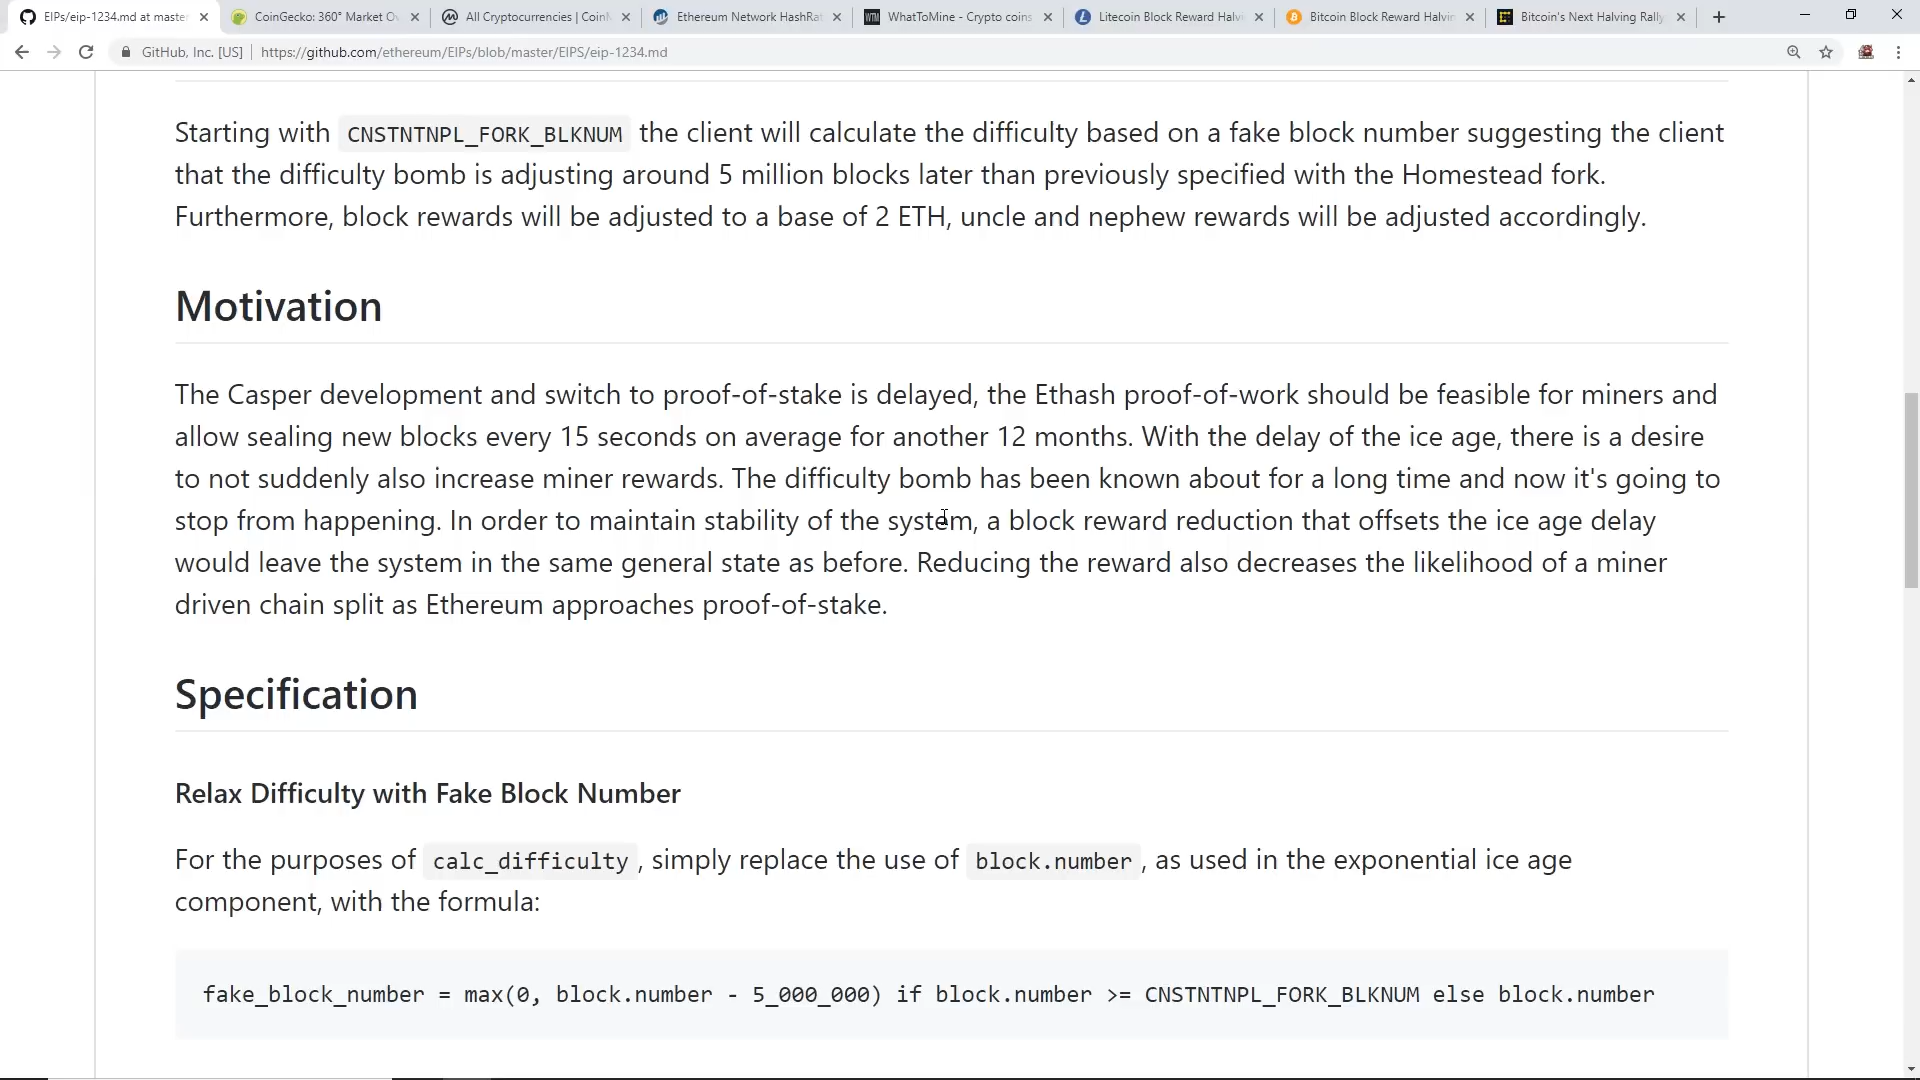 EIPs/eip-1234.md at master
CoinGecko: 360° Market Ov
All Cryptocurrencies | CoinM
Ethereum Network HashRat
WhatToMine - Crypto coins
Litecoin Block Reward Halvi
Bitcoin Block Reward Halvin
Bitcoin's Next Halving Rally
GitHub, Inc. [US] | https://github.com/ethereum/EIPs/blob/master/EIPS/eip-1234.md
Starting with CNSTNTNPL_FORK_BLKNUM the client will calculate the difficulty based on a fake block number suggesting the client
that the difficulty bomb is adjusting around 5 million blocks later than previously specified with the Homestead fork.
Furthermore, block rewards will be adjusted to a base of 2 ETH, uncle and nephew rewards will be adjusted accordingly.
Motivation
The Casper development and switch to proof-of-stake is delayed, the Ethash proof-of-work should be feasible for miners and
allow sealing new blocks every 15 seconds on average for another 12 months. With the delay of the ice age, there is a desire
to not suddenly also increase miner rewards. The difficulty bomb has been known about for a long time and now it's going to
stop from happening. In order to maintain stability of the system, a block reward reduction that offsets the ice age delay
would leave the system in the same general state as before. Reducing the reward also decreases the likelihood of a miner
driven chain split as Ethereum approaches proof-of-stake.
Specification
Relax Difficulty with Fake Block Number
For the purposes of calc_difficulty, simply replace the use of block.number, as used in the exponential ice age
component, with the formula:
fake_block_number = max(0, block.number - 5_000_000) if block.number >= CNSTNTNPL_FORK_BLKNUM else block.number